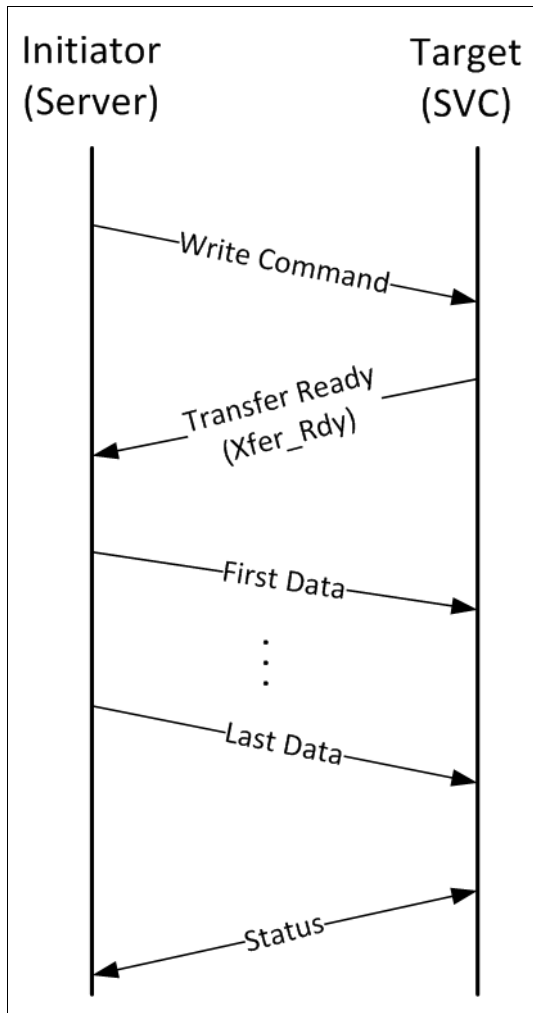 Initiator
(Server)
Target
(SVC)
Write Command
Transfer Ready
(Xfer_Rdy)
First Data
Last Data
Status